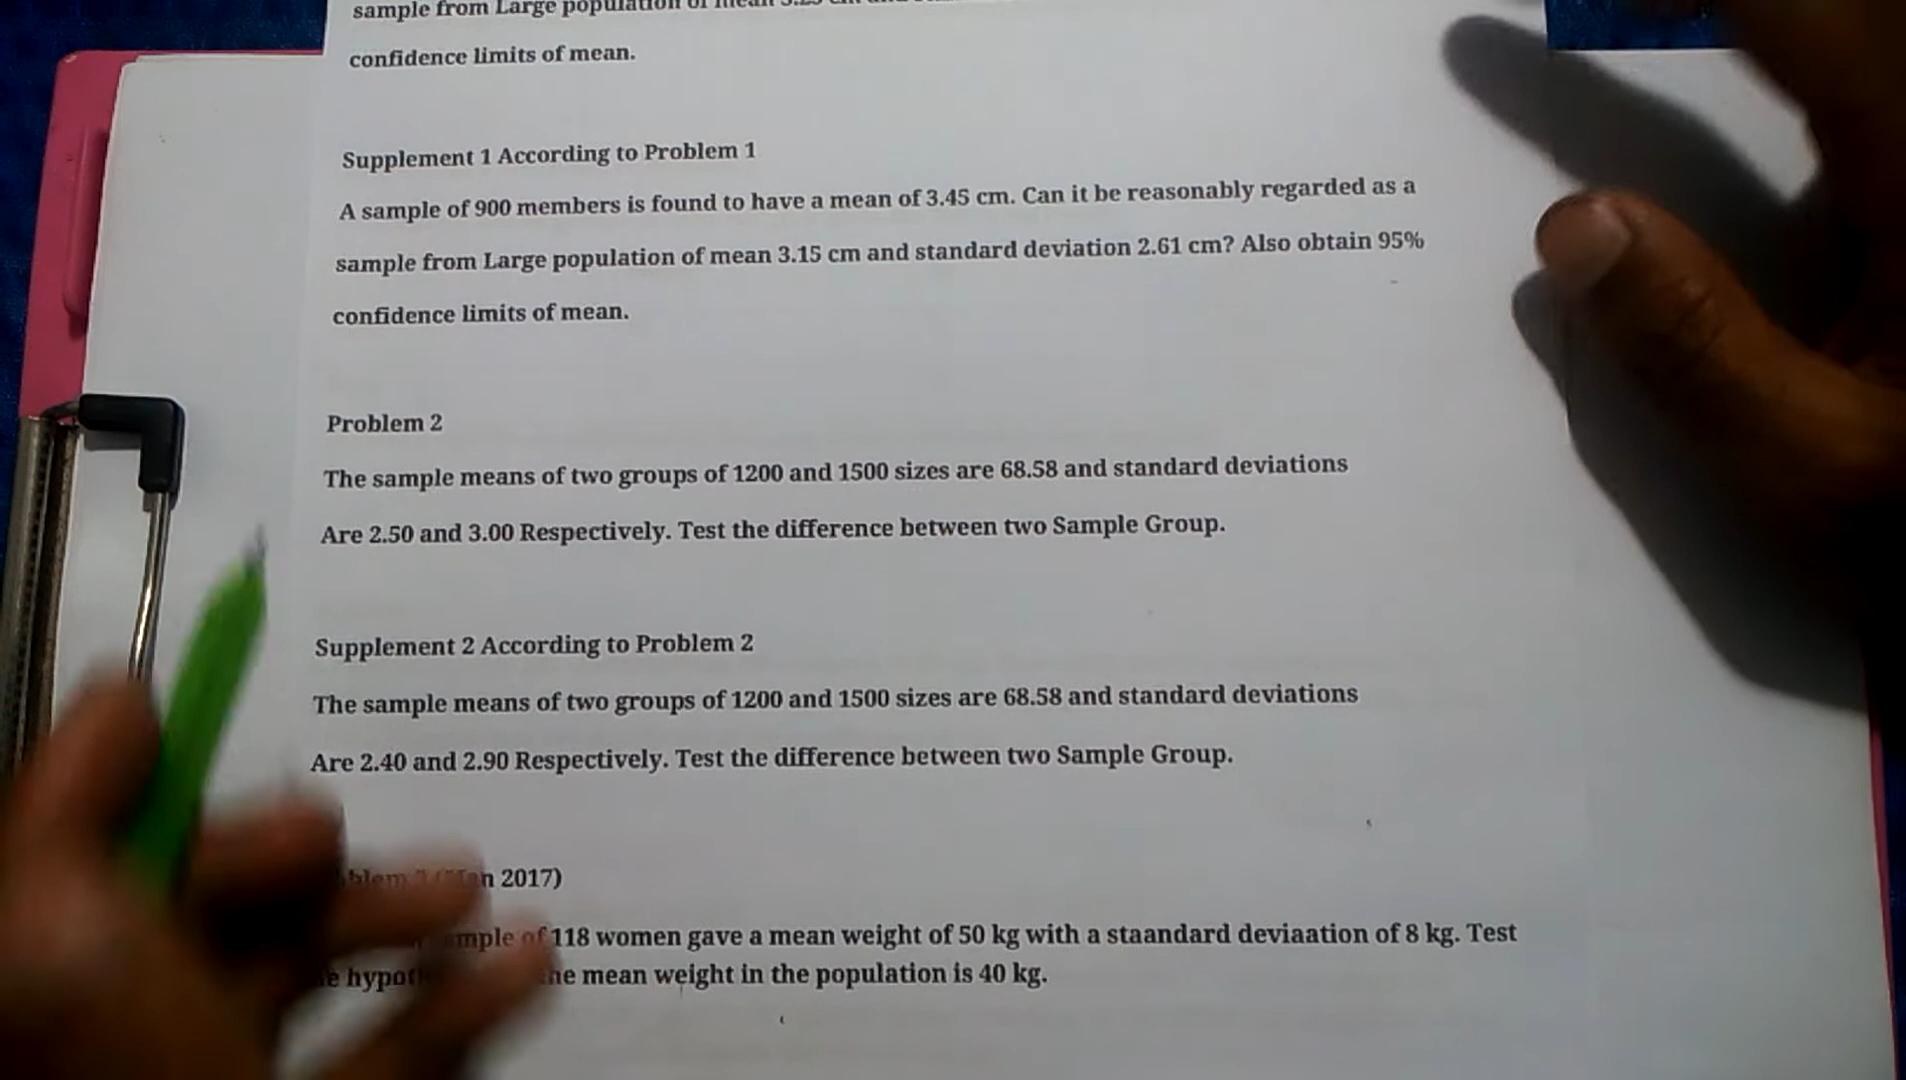 sample from Large population of mean
confidence limits of mean.
Supplement 1 According to Problem 1
A sample of 900 members is found to have a mean of 3.45 cm. Can it be reasonably regarded as a
sample from Large population of mean 3.15 cm and standard deviation 2.61 cm? Also obtain 95%
confidence limits of mean.
Problem 2
The sample means of two groups of 1200 and 1500 sizes are 68.58 and standard deviations
Are 2.50 and 3.00 Respectively. Test the difference between two Sample Group.
Supplement 2 According to Problem 2
The sample means of two groups of 1200 and 1500 sizes are 68.58 and standard deviations
Are 2.40 and 2.90 Respectively. Test the difference between two Sample Group.
2017)
of 118 women gave a mean weight of 50 kg with a staandard deviaation of 8 kg. Test
mean weight in the population is 40 kg.